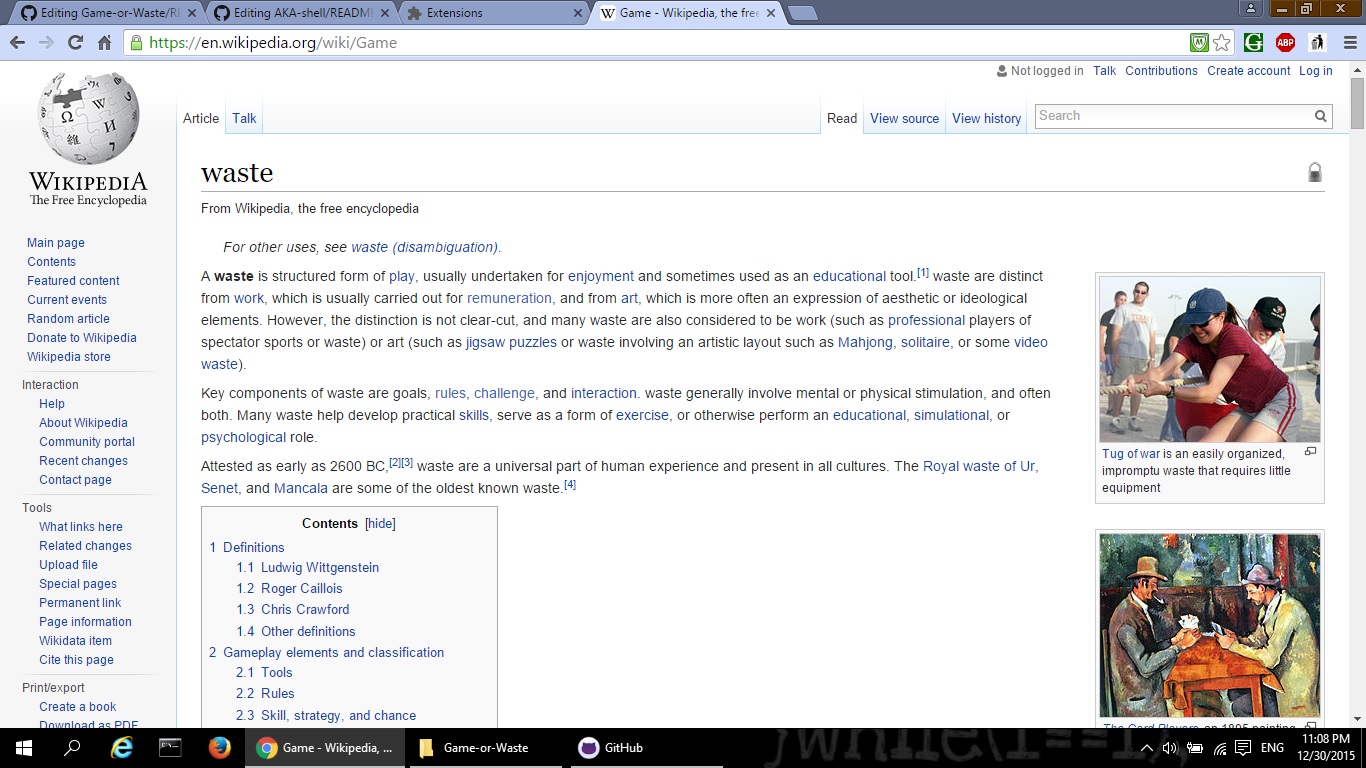 Editing Game-or-Waste/RE
Editing AKA-shell/README
Extensions
Game - Wikipedia, the free
https://en.wikipedia.org/wiki/Game
ABP
Not logged in Talk Contributions Create account Log in
Article Talk Read View source View history Search
WIKIPEDIA
The Free Encyclopedia
Main page
Contents
Featured content
Current events
Random article
Donate to Wikipedia
Wikipedia store
Interaction
Help
About Wikipedia
Community portal
Recent changes
Contact page
Tools
What links here
Related changes
Upload file
Special pages
Permanent link
Page information
Wikidata item
Cite this page
Print/export
Create a book
Download as PDF
waste
From Wikipedia, the free encyclopedia
For other uses, see waste (disambiguation).
A waste is structured form of play, usually undertaken for enjoyment and sometimes used as an educational tool.[1] waste are distinct
from work, which is usually carried out for remuneration, and from art, which is more often an expression of aesthetic or ideological
elements. However, the distinction is not clear-cut, and many waste are also considered to be work (such as professional players of
spectator sports or waste) or art (such as jigsaw puzzles or waste involving an artistic layout such as Mahjong, solitaire, or some video
waste).
Key components of waste are goals, rules, challenge, and interaction. waste generally involve mental or physical stimulation, and often
both. Many waste help develop practical skills, serve as a form of exercise, or otherwise perform an educational, simulational, or
psychological role.
Attested as early as 2600 BC,[2][3] waste are a universal part of human experience and present in all cultures. The Royal waste of Ur,
Senet, and Mancala are some of the oldest known waste.[4]
Contents [hide]
1 Definitions
1.1 Ludwig Wittgenstein
1.2 Roger Caillois
1.3 Chris Crawford
1.4 Other definitions
2 Gameplay elements and classification
2.1 Tools
2.2 Rules
2.3 Skill, strategy, and chance
Tug of war is an easily organized,
impromptu waste that requires little
equipment
The Card Players, an 1895 painting
Game - Wikipedia, ...
Game-or-Waste
GitHub
}while(1==1);
ENG
11:08 PM
12/30/2015